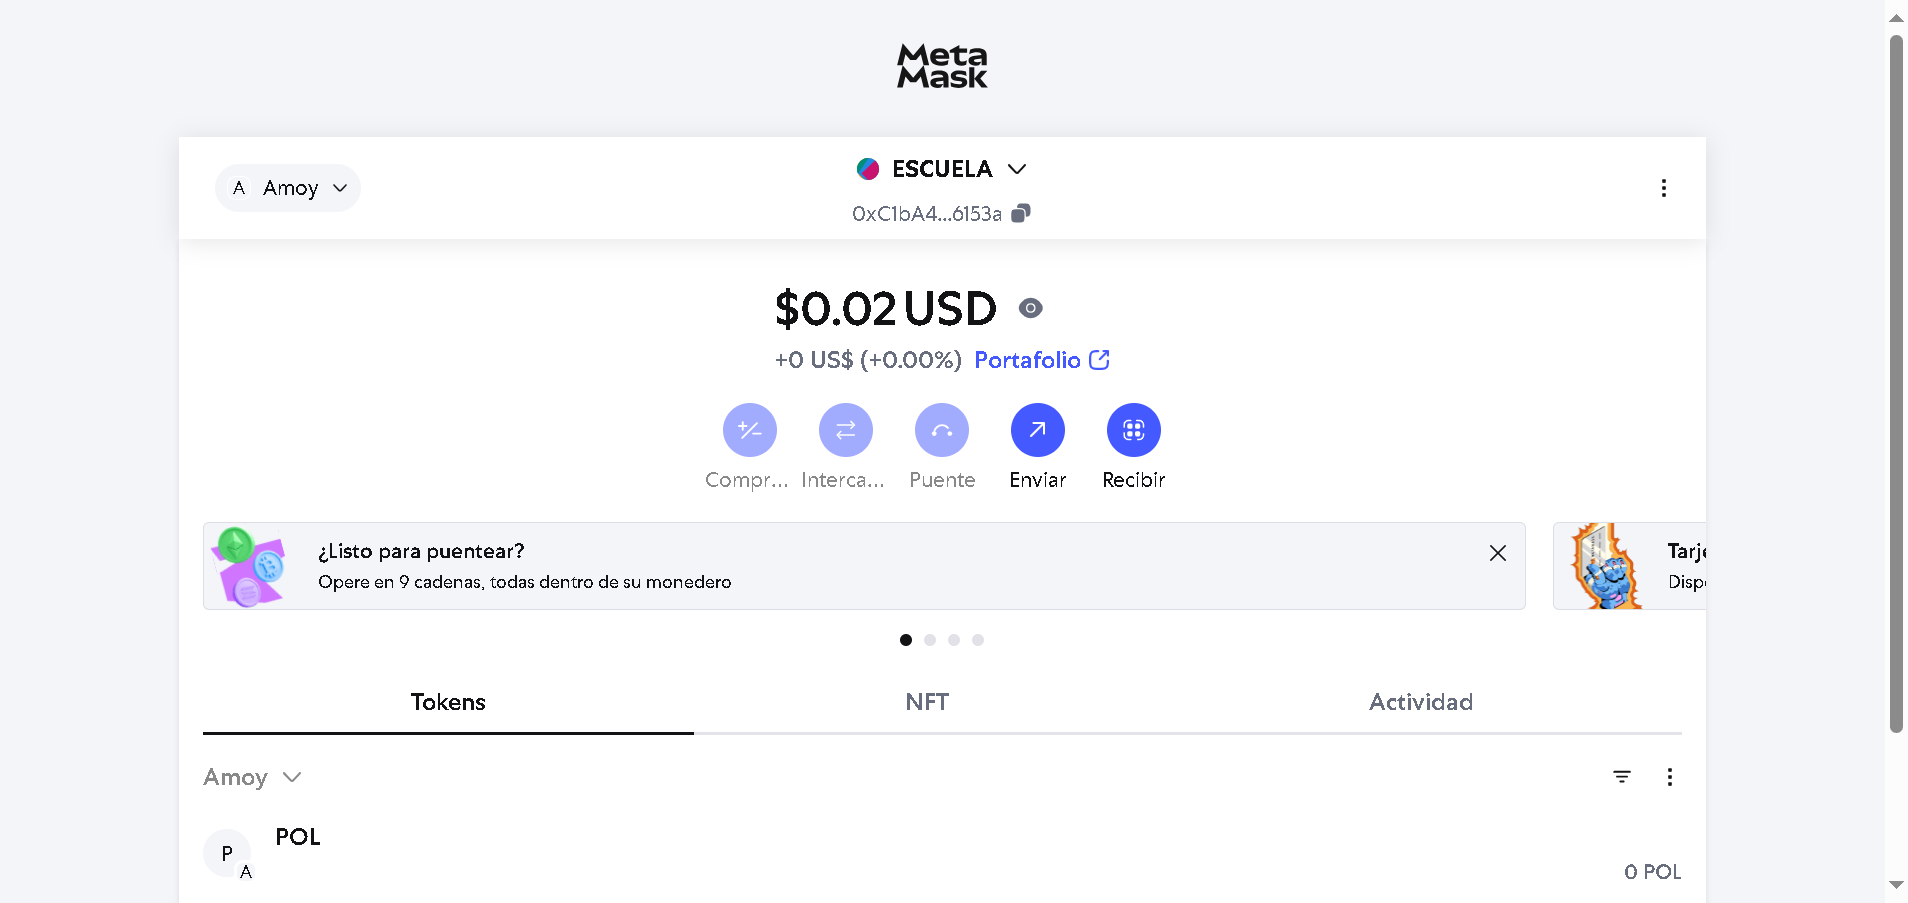 Meta
Mask
A Amoy
ESCUELA
0xC1bA4...6153a
$0.02 USD
+0 US$ (+0.00%) Portafolio
Compr... Interca... Puente Enviar Recibir
¿Listo para puentear?
Opere en 9 cadenas, todas dentro de su monedero
Tarje
Dispo
Tokens NFT Actividad
Amoy
P A POL
0 POL